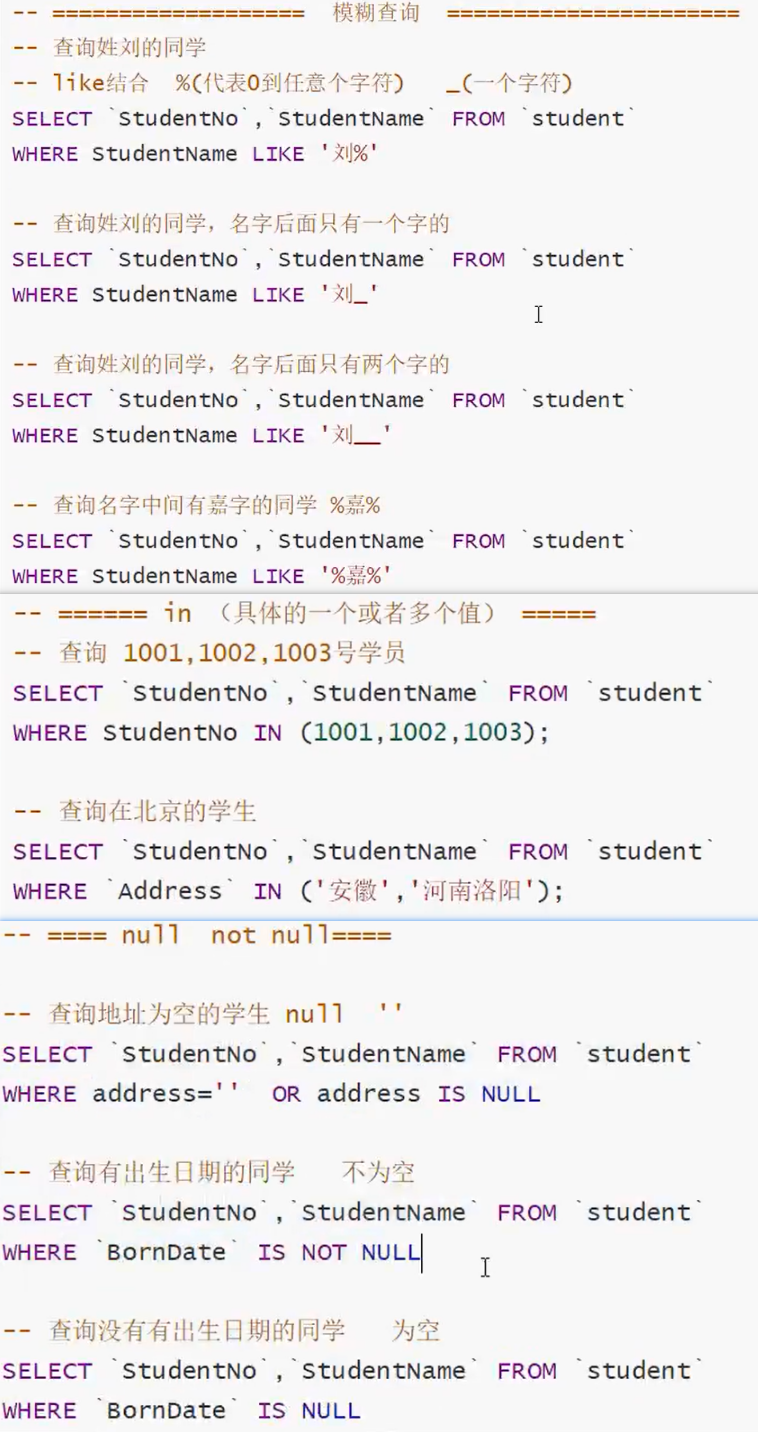 -- ===================  模糊查询  ======================
-- 查询姓刘的同学
-- like结合  %(代表0到任意个字符)   _(一个字符)
SELECT `StudentNo`,`StudentName` FROM `student`
WHERE StudentName LIKE '刘%'
-- 查询姓刘的同学，名字后面只有一个字的
SELECT `StudentNo`,`StudentName` FROM `student`
WHERE StudentName LIKE '刘_'
-- 查询姓刘的同学，名字后面只有两个字的
SELECT `StudentNo`,`StudentName` FROM `student`
WHERE StudentName LIKE '刘__'
-- 查询名字中间有嘉字的同学 %嘉%
SELECT `StudentNo`,`StudentName` FROM `student`
WHERE StudentName LIKE '%嘉%'
-- ====== in （具体的一个或者多个值） =====
-- 查询 1001,1002,1003号学员
SELECT `StudentNo`,`StudentName` FROM `student`
WHERE StudentNo IN (1001,1002,1003);
-- 查询在北京的学生
SELECT `StudentNo`,`StudentName` FROM `student`
WHERE `Address` IN ('安徽','河南洛阳');
-- ==== null  not null====
-- 查询地址为空的学生 null  ''
SELECT `StudentNo`,`StudentName` FROM `student`
WHERE address=''  OR address IS NULL
-- 查询有出生日期的同学   不为空
SELECT `StudentNo`,`StudentName` FROM `student`
WHERE `BornDate` IS NOT NULL
-- 查询没有有出生日期的同学   为空
SELECT `StudentNo`,`StudentName` FROM `student`
WHERE `BornDate` IS NULL